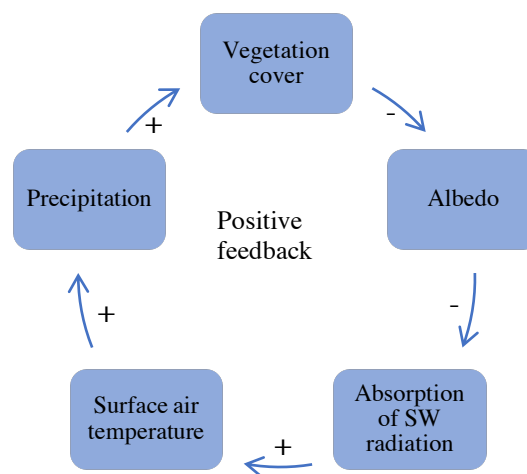 Vegetation
cover
+
-
Precipitation
Albedo
Positive
feedback
+
-
Surface air
temperature
+
Absorption
of SW
radiation